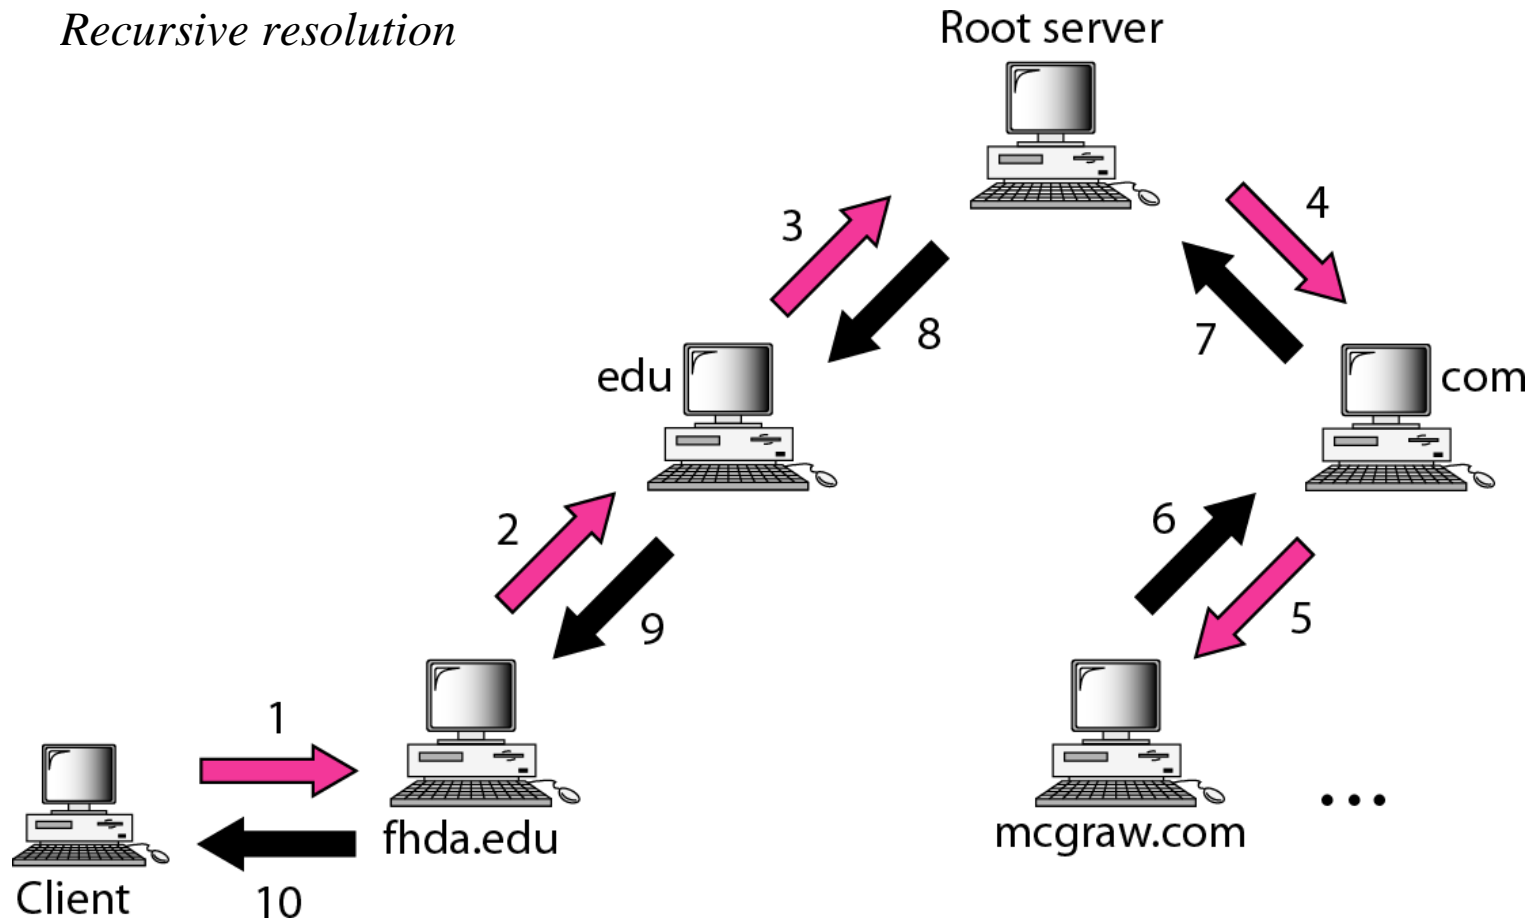 Recursive resolution
Root server
3
4
8
7
edu
com
2
6
9
5
1
fhda.edu
mcgraw.com
...
Client
10